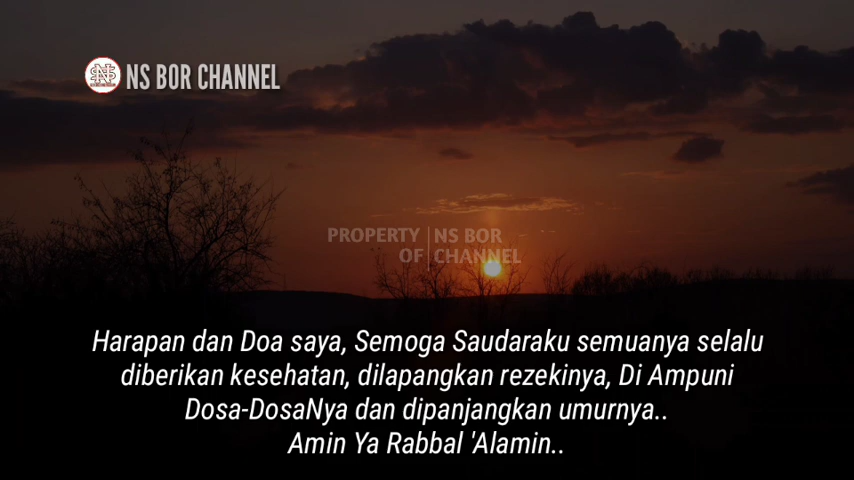 NS BOR CHANNEL
PROPERTY OF
NS BOR CHANNEL
Harapan dan Doa saya, Semoga Saudaraku semuanya selalu
diberikan kesehatan, dilapangkan rezekinya, Di Ampuni
Dosa-DosaNya dan dipanjangkan umurnya..
Amin Ya Rabbal 'Alamin..